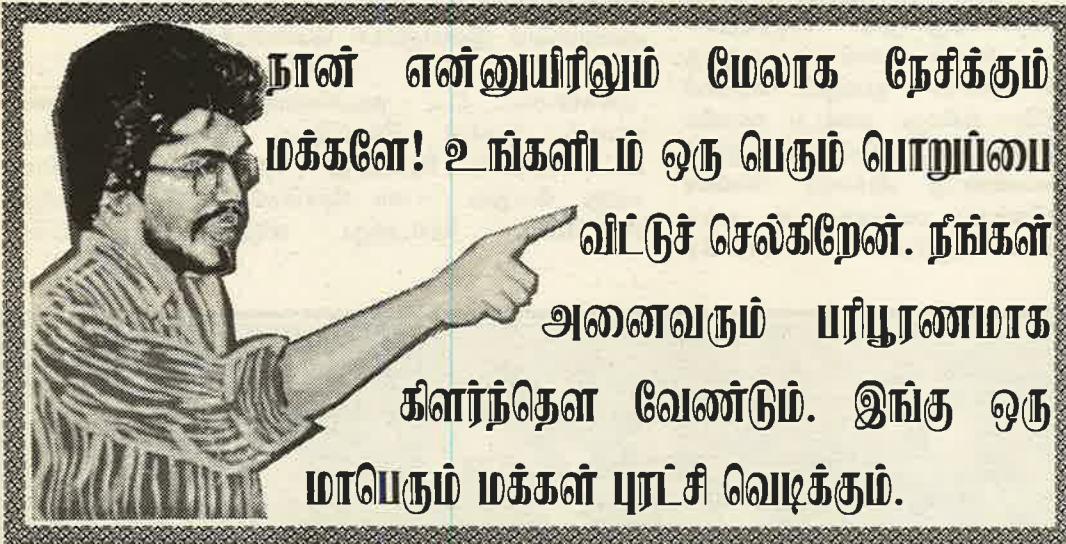 நான் என்னுயிரிலும் மேலாக நேசிக்கும்
மக்களே! உங்களிடம் ஒரு பெரும் பொறுப்பை
விட்டுச் செல்கிறேன். நீங்கள்
அனைவரும் பரிபூரணமாக
கிளர்ந்தெள வேண்டும். இங்கு ஒரு
மாபெரும் மக்கள் புரட்சி வெடிக்கும்.